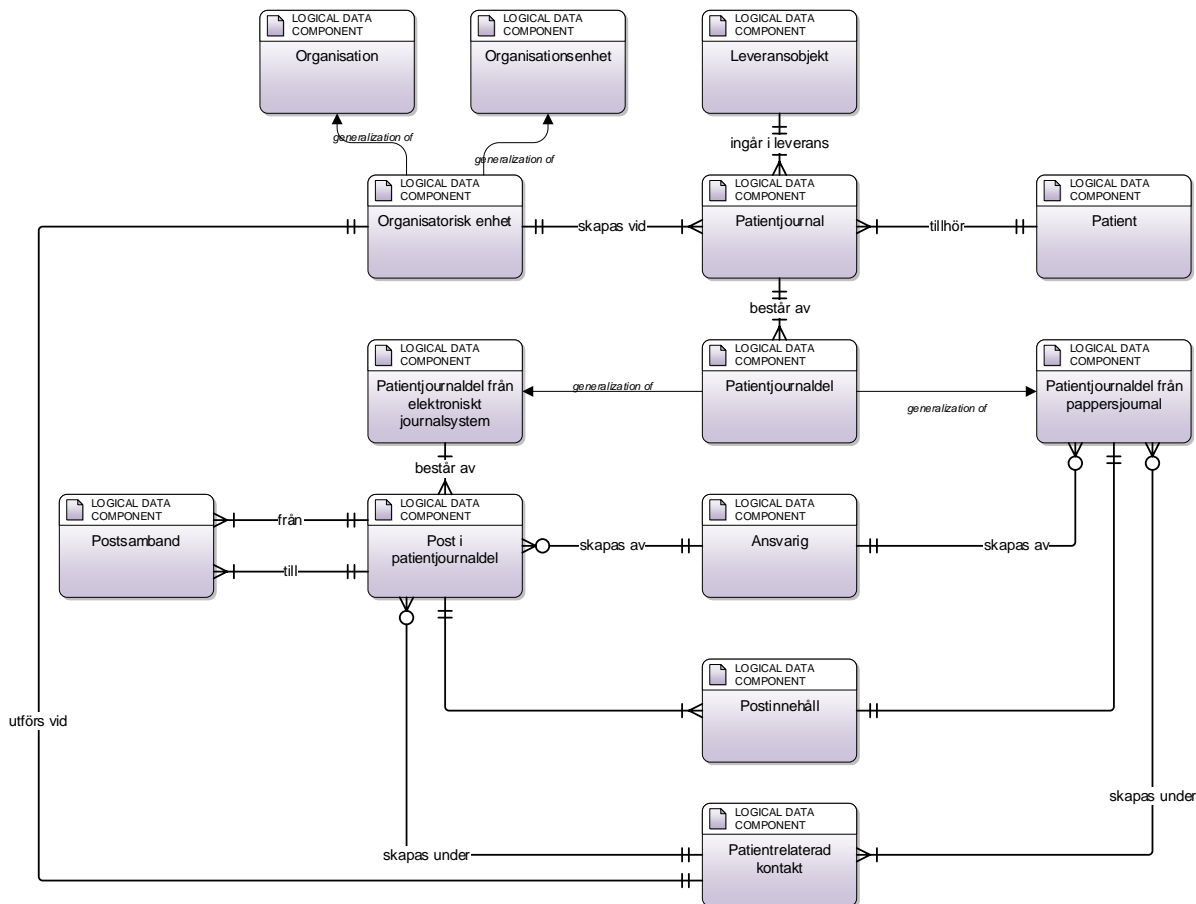 LOGICAL DATA
COMPONENT
Organisation
LOGICAL DATA
COMPONENT
Organisationsenhet
LOGICAL DATA
COMPONENT
Leveransobjekt
generalization of
generalization of
ingår i leverans
LOGICAL DATA
COMPONENT
Organisatorisk enhet
skapas vid
LOGICAL DATA
COMPONENT
Patientjournal
tillhör
LOGICAL DATA
COMPONENT
Patient
består av
LOGICAL DATA
COMPONENT
Patientjournaldel från
elektroniskt
journalsystem
generalization of
LOGICAL DATA
COMPONENT
Patientjournaldel
generalization of
LOGICAL DATA
COMPONENT
Patientjournaldel från
pappersjournal
består av
LOGICAL DATA
COMPONENT
Postsamband
från
till
LOGICAL DATA
COMPONENT
Post i
patientjournaldel
skapas av
LOGICAL DATA
COMPONENT
Ansvarig
skapas av
LOGICAL DATA
COMPONENT
Postinnehåll
utförs vid
skapas under
skapas under
LOGICAL DATA
COMPONENT
Patientrelaterad
kontakt